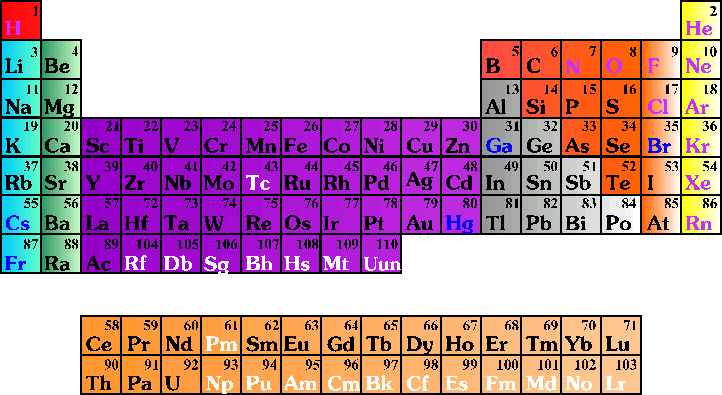 1 2
H He
3 4 5 6 7 8 9 10
Li Be B C N O F Ne
11 12 13 14 15 16 17 18
Na Mg Al Si P S Cl Ar
19 20 21 22 23 24 25 26 27 28 29 30 31 32 33 34 35 36
K Ca Sc Ti V Cr Mn Fe Co Ni Cu Zn Ga Ge As Se Br Kr
37 38 39 40 41 42 43 44 45 46 47 48 49 50 51 52 53 54
Rb Sr Y Zr Nb Mo Tc Ru Rh Pd Ag Cd In Sn Sb Te I Xe
55 56 57 72 73 74 75 76 77 78 79 80 81 82 83 84 85 86
Cs Ba La Hf Ta W Re Os Ir Pt Au Hg Tl Pb Bi Po At Rn
87 88 89 104 105 106 107 108 109 110
Fr Ra Ac Rf Db Sg Bh Hs Mt Uun
58 59 60 61 62 63 64 65 66 67 68 69 70 71
Ce Pr Nd Pm Sm Eu Gd Tb Dy Ho Er Tm Yb Lu
90 91 92 93 94 95 96 97 98 99 100 101 102 103
Th Pa U Np Pu Am Cm Bk Cf Es Fm Md No Lr